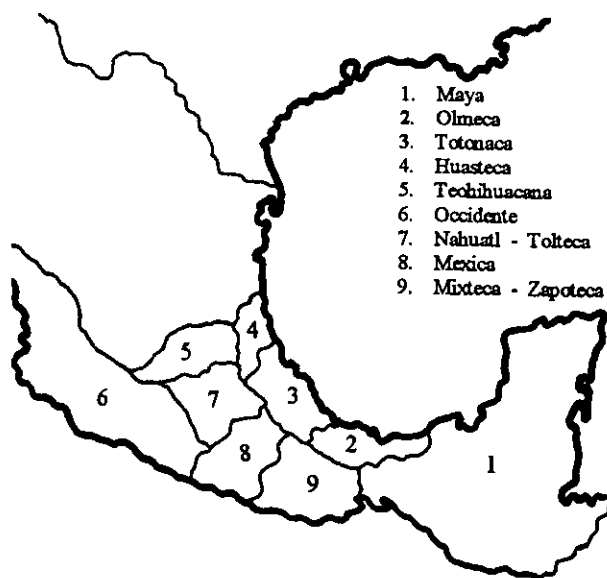 1. Maya
2. Olmeca
3. Totonaca
4. Huasteca
5. Teohihuacana
6. Occidente
7. Nahuatl - Tolteca
8. Mexica
9. Mixteca - Zapoteca
4
5
3
6
7
2
8
1
9